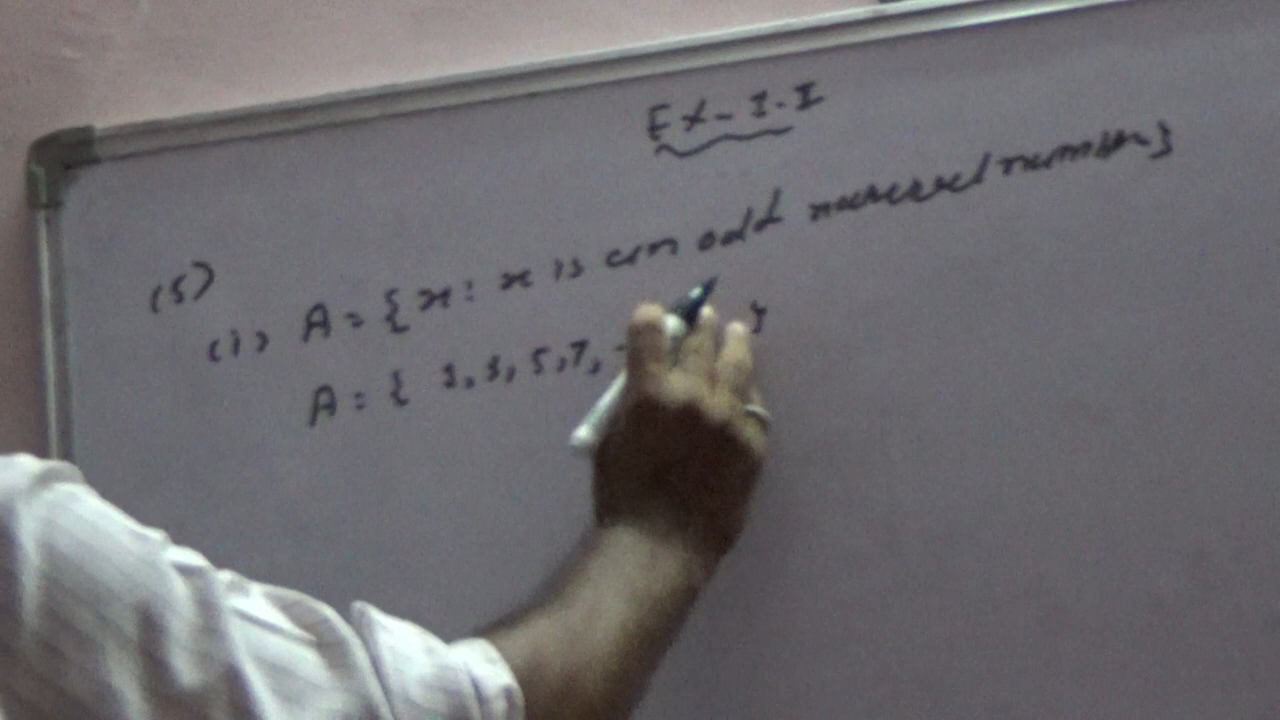 Ex-I.I
(5)
(i) A = { x : x is an odd natural number}
A = { 1, 3, 5, 7, - }